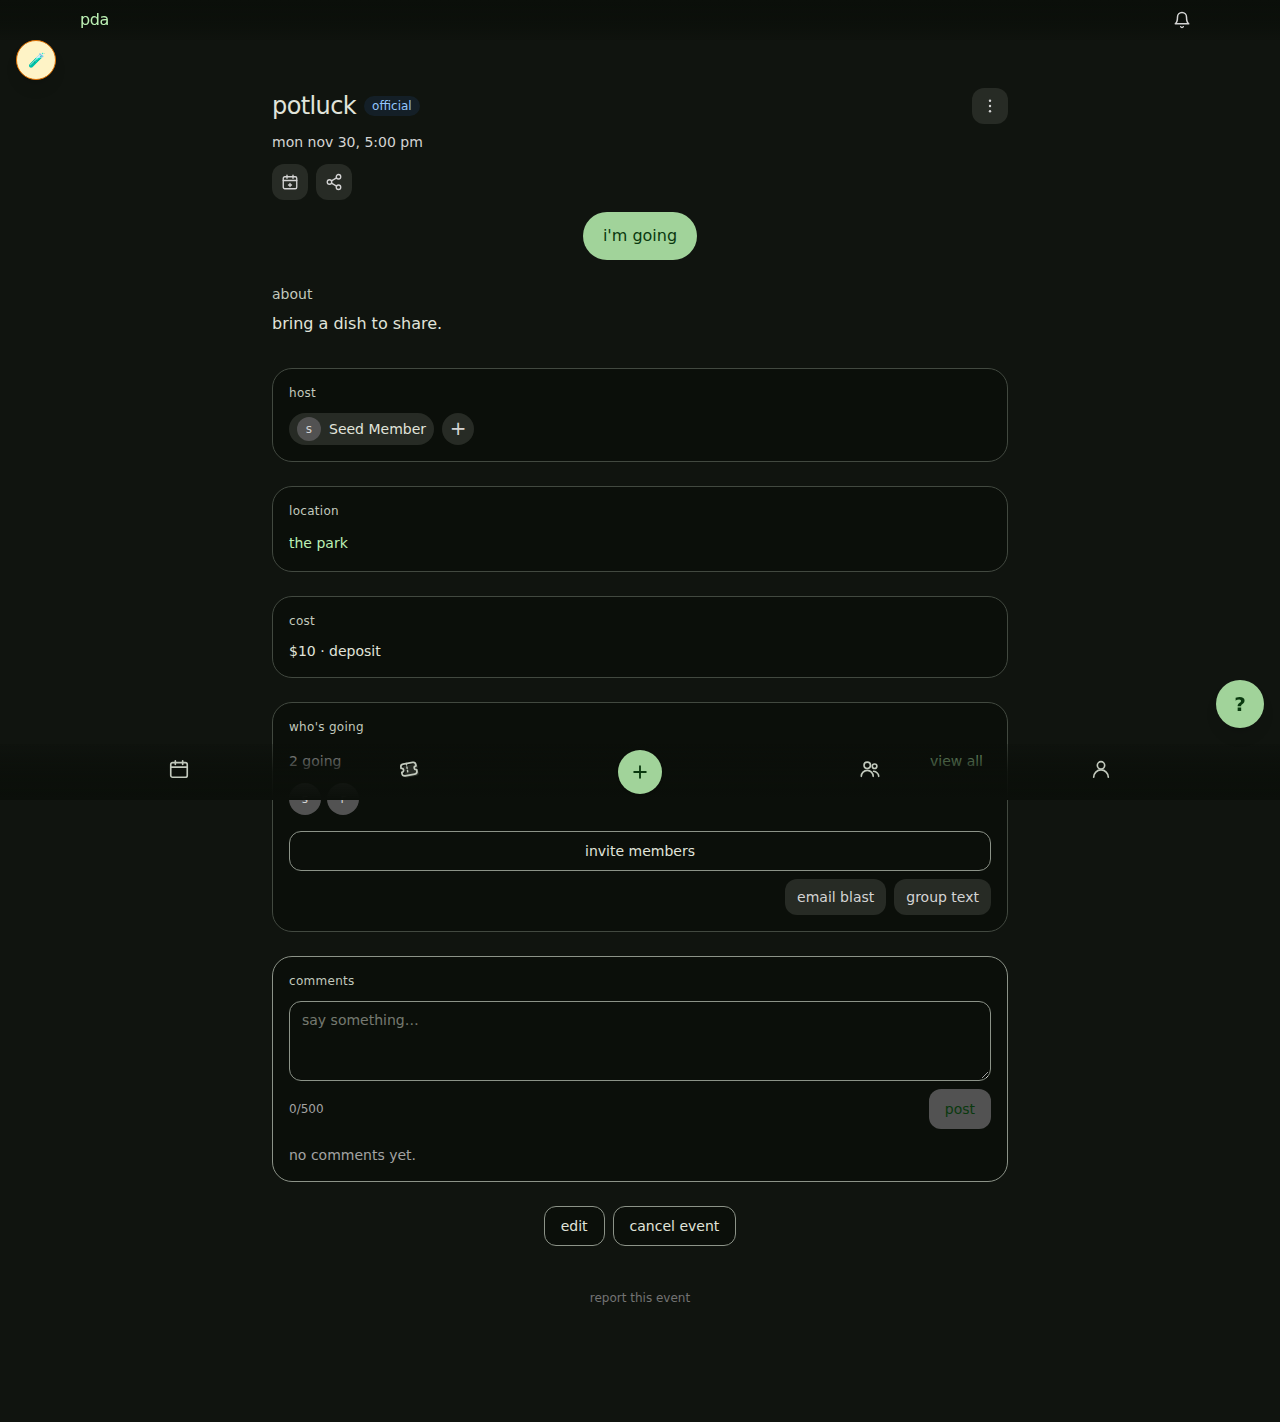 pda
potluck official
mon nov 30, 5:00 pm
i'm going
about
bring a dish to share.
host
S Seed Member +
location
the park
cost
$10 · deposit
?
who's going
2 going view all
+
invite members
email blast group text
comments
say something...
0/500 post
no comments yet.
edit cancel event
report this event